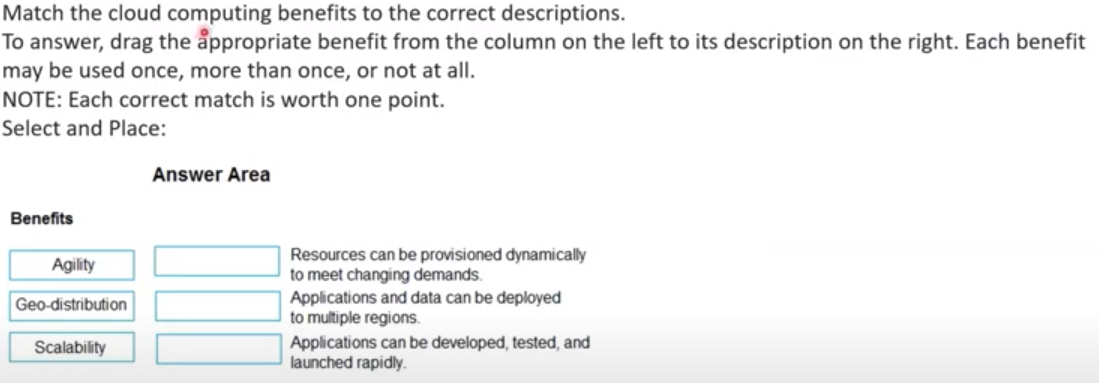 Match the cloud computing benefits to the correct descriptions.
To answer, drag the appropriate benefit from the column on the left to its description on the right. Each benefit
may be used once, more than once, or not at all.
NOTE: Each correct match is worth one point.
Select and Place:
Answer Area
Benefits
Agility
Resources can be provisioned dynamically
to meet changing demands.
Geo-distribution
Applications and data can be deployed
to multiple regions.
Scalability
Applications can be developed, tested, and
launched rapidly.